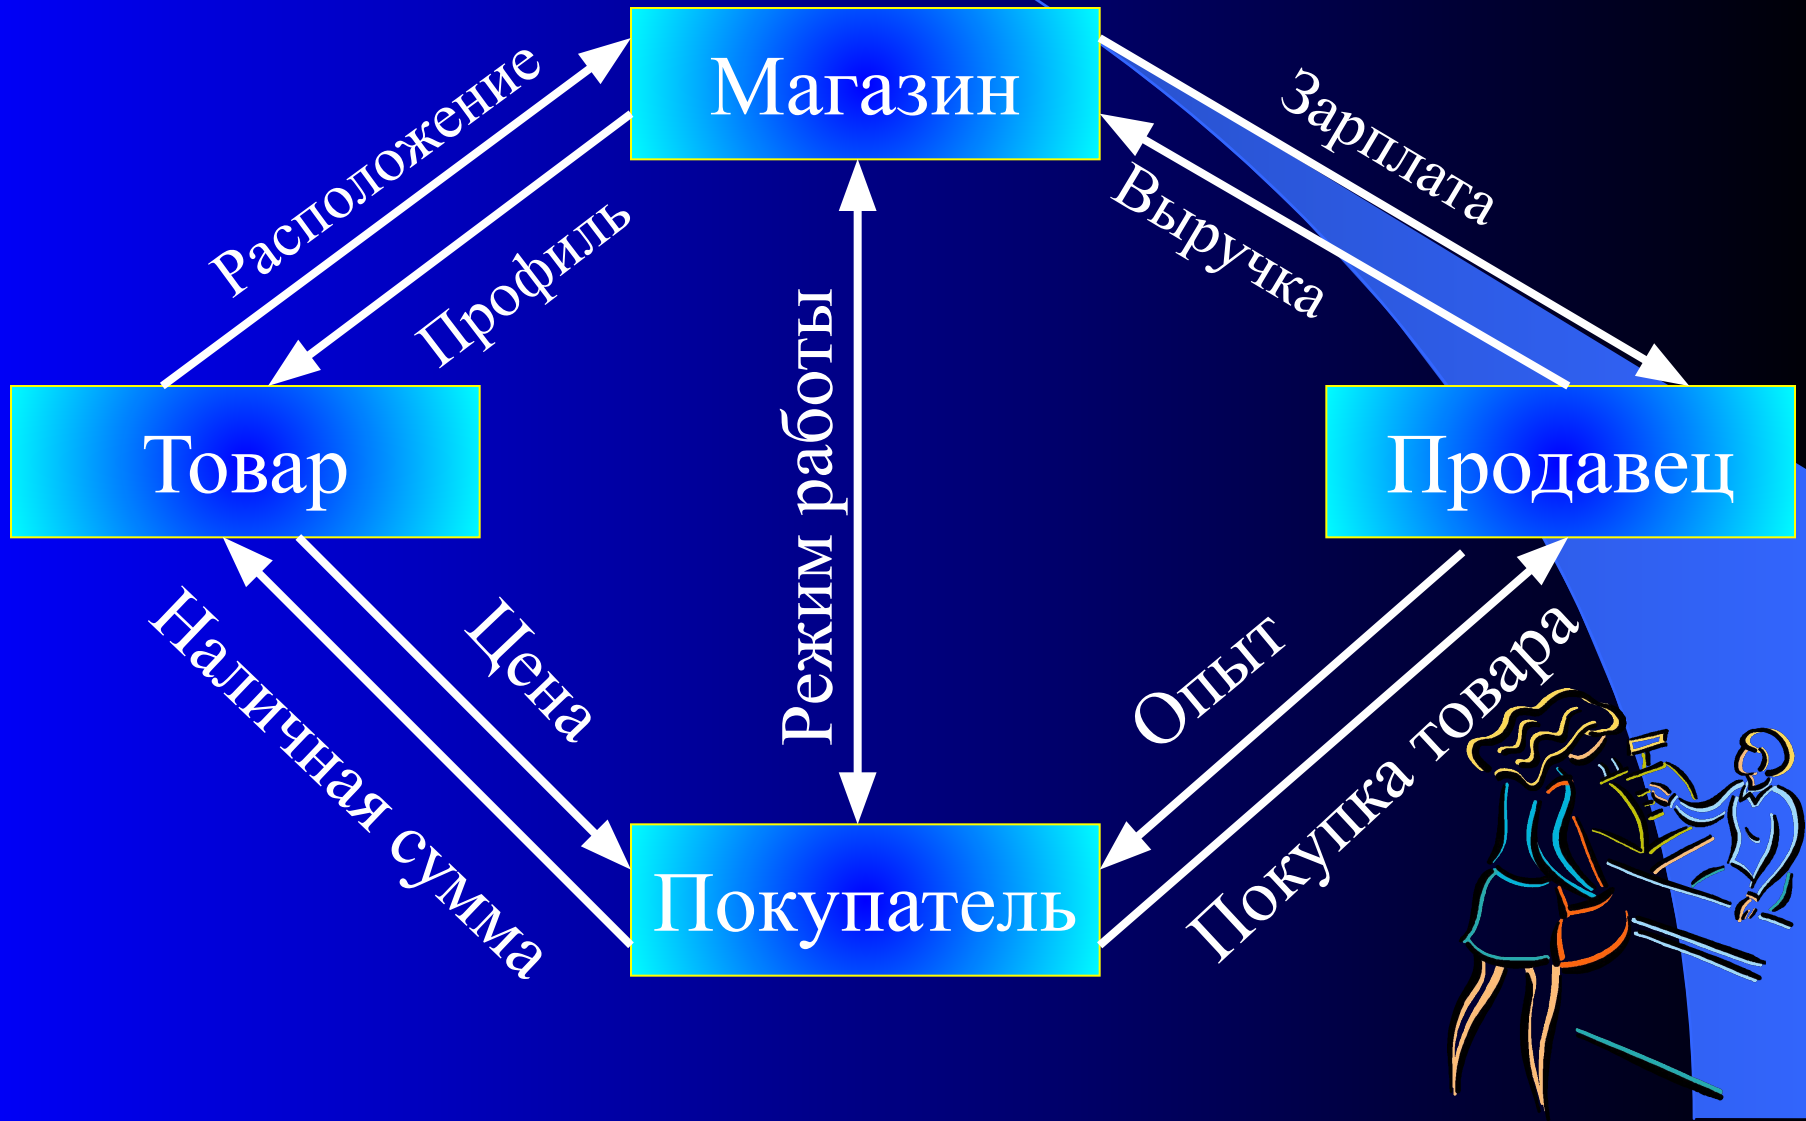 Магазин
Расположение
Зарплата
Профиль
Выручка
Режим работы
Товар
Продавец
Наличная сумма
Цена
Опыт
Покупка товара
Покупатель